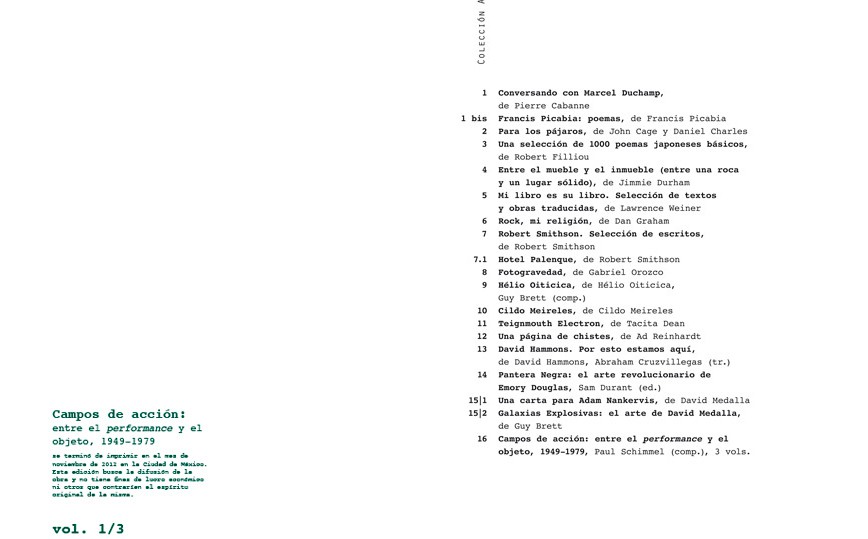 Campos de acción:
entre el performance y el
objeto, 1949–1979
se terminó de imprimir en el mes de
noviembre de 2012 en la Ciudad de México.
Esta edición busca la difusión de la
obra y no tiene fines de lucro económico
ni otros que contraríen el espíritu
original de la misma.
vol. 1/3
Colección A
1 Conversando con Marcel Duchamp,
de Pierre Cabanne
1 bis Francis Picabia: poemas, de Francis Picabia
2 Para los pájaros, de John Cage y Daniel Charles
3 Una selección de 1000 poemas japoneses básicos,
de Robert Filliou
4 Entre el mueble y el inmueble (entre una roca
y un lugar sólido), de Jimmie Durham
5 Mi libro es su libro. Selección de textos
y obras traducidas, de Lawrence Weiner
6 Rock, mi religión, de Dan Graham
7 Robert Smithson. Selección de escritos,
de Robert Smithson
7.1 Hotel Palenque, de Robert Smithson
8 Fotogravedad, de Gabriel Orozco
9 Hélio Oiticica, de Hélio Oiticica,
Guy Brett (comp.)
10 Cildo Meireles, de Cildo Meireles
11 Teignmouth Electron, de Tacita Dean
12 Una página de chistes, de Ad Reinhardt
13 David Hammons. Por esto estamos aquí,
de David Hammons, Abraham Cruzvillegas (tr.)
14 Pantera Negra: el arte revolucionario de
Emory Douglas, Sam Durant (ed.)
15|1 Una carta para Adam Nankervis, de David Medalla
15|2 Galaxias Explosivas: el arte de David Medalla,
de Guy Brett
16 Campos de acción: entre el performance y el
objeto, 1949–1979, Paul Schimmel (comp.), 3 vols.